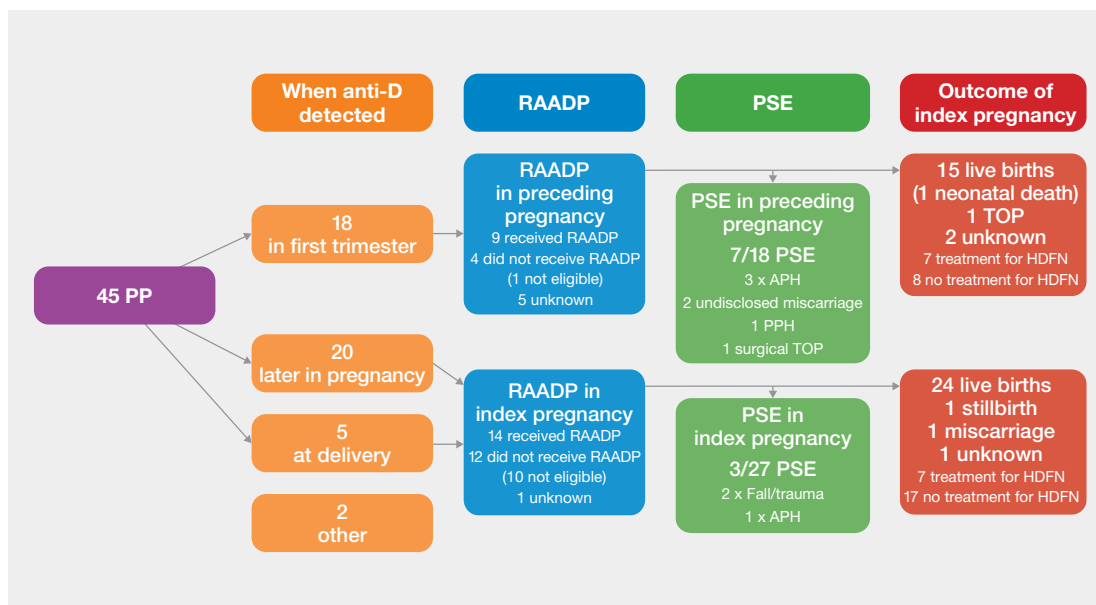 When anti-D
detected
RAADP
PSE
Outcome of
index pregnancy
45 PP
18
in first trimester
20
later in pregnancy
5
at delivery
2
other
RAADP
in preceding
pregnancy
9 received RAADP
4 did not receive RAADP
(1 not eligible)
5 unknown
PSE in preceding
pregnancy
7/18 PSE
3 x APH
2 undisclosed miscarriage
1 PPH
1 surgical TOP
15 live births
(1 neonatal death)
1 TOP
2 unknown
7 treatment for HDFN
8 no treatment for HDFN
RAADP in
index pregnancy
14 received RAADP
12 did not receive RAADP
(10 not eligible)
1 unknown
PSE in
index pregnancy
3/27 PSE
2 x Fall/trauma
1 x APH
24 live births
1 stillbirth
1 miscarriage
1 unknown
7 treatment for HDFN
17 no treatment for HDFN